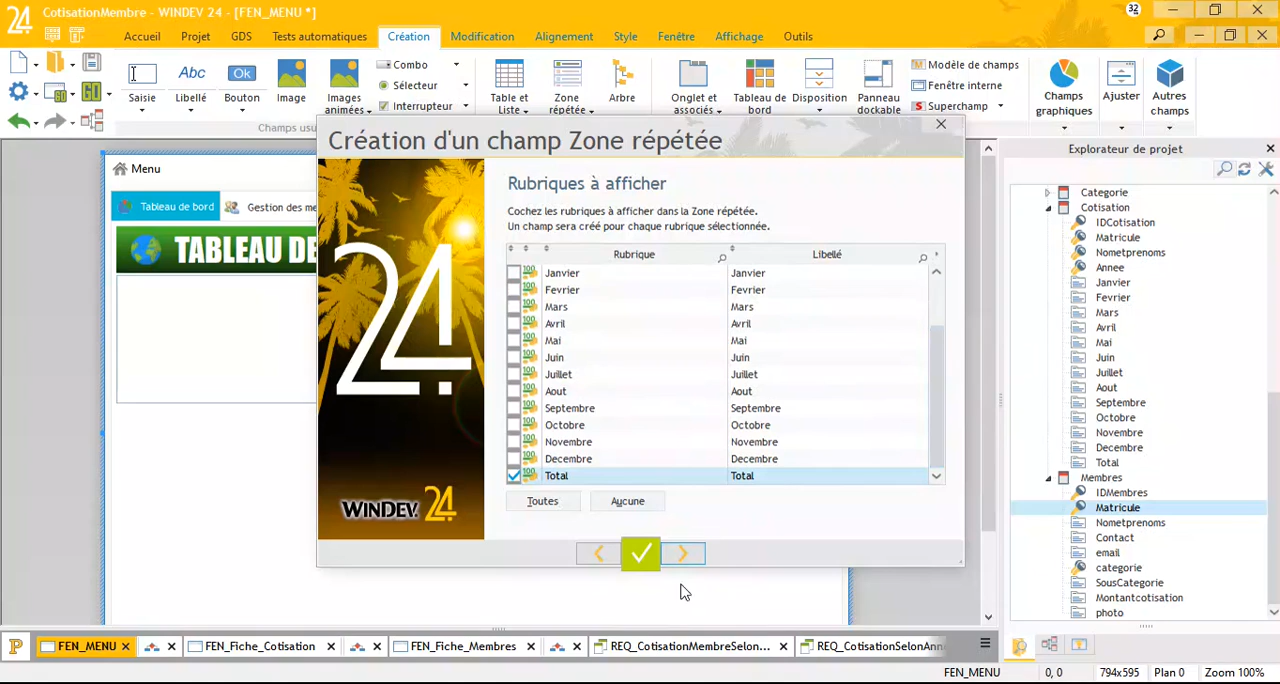 24 CotisationMembre - WINDEV 24 - [FEN_MENU *]
32
Accueil Projet GDS Tests automatiques Création Modification Alignement Style Fenêtre Affichage Outils
Saisie
Abc
Libellé
Ok
Bouton
Image
Images
animées
Combo
Sélecteur
Interrupteur
Table et
Liste
Zone
répétée
Arbre
Onglet et
associés
Tableau de
bord
Disposition
Panneau
dockable
Modèle de champs
Fenêtre interne
Superchamp
Champs
graphiques
Ajuster
Autres
champs
GO
Champs usu
Menu
Tableau de bord
Gestion des me
TABLEAU DE
Création d'un champ Zone répétée
24
WINDEV 24
Rubriques à afficher
Cochez les rubriques à afficher dans la Zone répétée.
Un champ sera créé pour chaque rubrique sélectionnée.
Rubrique Libellé
Janvier Janvier
Fevrier Fevrier
Mars Mars
Avril Avril
Mai Mai
Juin Juin
Juillet Juillet
Aout Aout
Septembre Septembre
Octobre Octobre
Novembre Novembre
Decembre Decembre
Total Total
Toutes Aucune
Explorateur de projet
Categorie
Cotisation
IDCotisation
Matricule
Nometprenoms
Annee
Janvier
Fevrier
Mars
Avril
Mai
Juin
Juillet
Aout
Septembre
Octobre
Novembre
Decembre
Total
Membres
IDMembres
Matricule
Nometprenoms
Contact
email
categorie
SousCategorie
Montantcotisation
photo
FEN_MENU FEN_Fiche_Cotisation FEN_Fiche_Membres REQ_CotisationMembreSelon... REQ_CotisationSelonAnn
FEN_MENU 0, 0 794x595 Plan 0 Zoom 100%